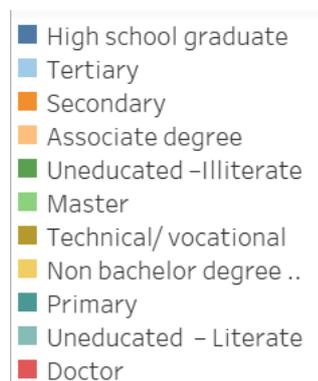 High school graduate
Tertiary
Secondary
Associate degree
Uneducated –Illiterate
Master
Technical/ vocational
Non bachelor degree ..
Primary
Uneducated  – Literate
Doctor